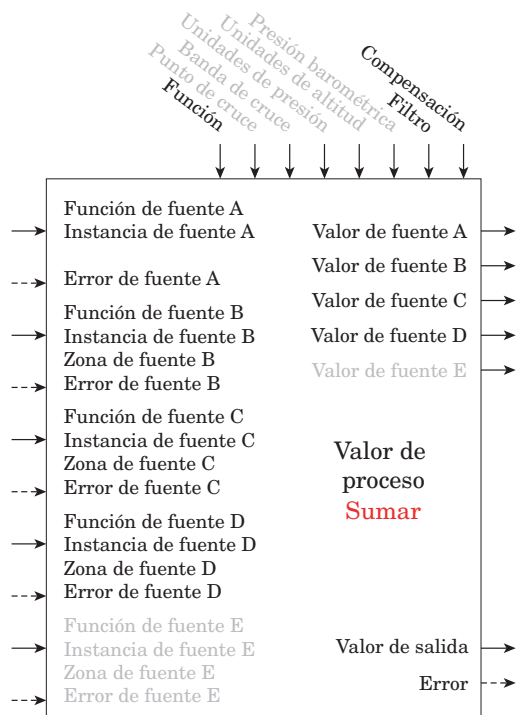 Presión barométrica
Unidades de altitud
Unidades de presión
Banda de cruce
Punto de cruce
Función
Compensación
Filtro
Función de fuente A
Instancia de fuente A
Error de fuente A
Función de fuente B
Instancia de fuente B
Zona de fuente B
Error de fuente B
Función de fuente C
Instancia de fuente C
Zona de fuente C
Error de fuente C
Función de fuente D
Instancia de fuente D
Zona de fuente D
Error de fuente D
Función de fuente E
Instancia de fuente E
Zona de fuente E
Error de fuente E
Valor de fuente A
Valor de fuente B
Valor de fuente C
Valor de fuente D
Valor de fuente E
Valor de
proceso
Sumar
Valor de salida
Error